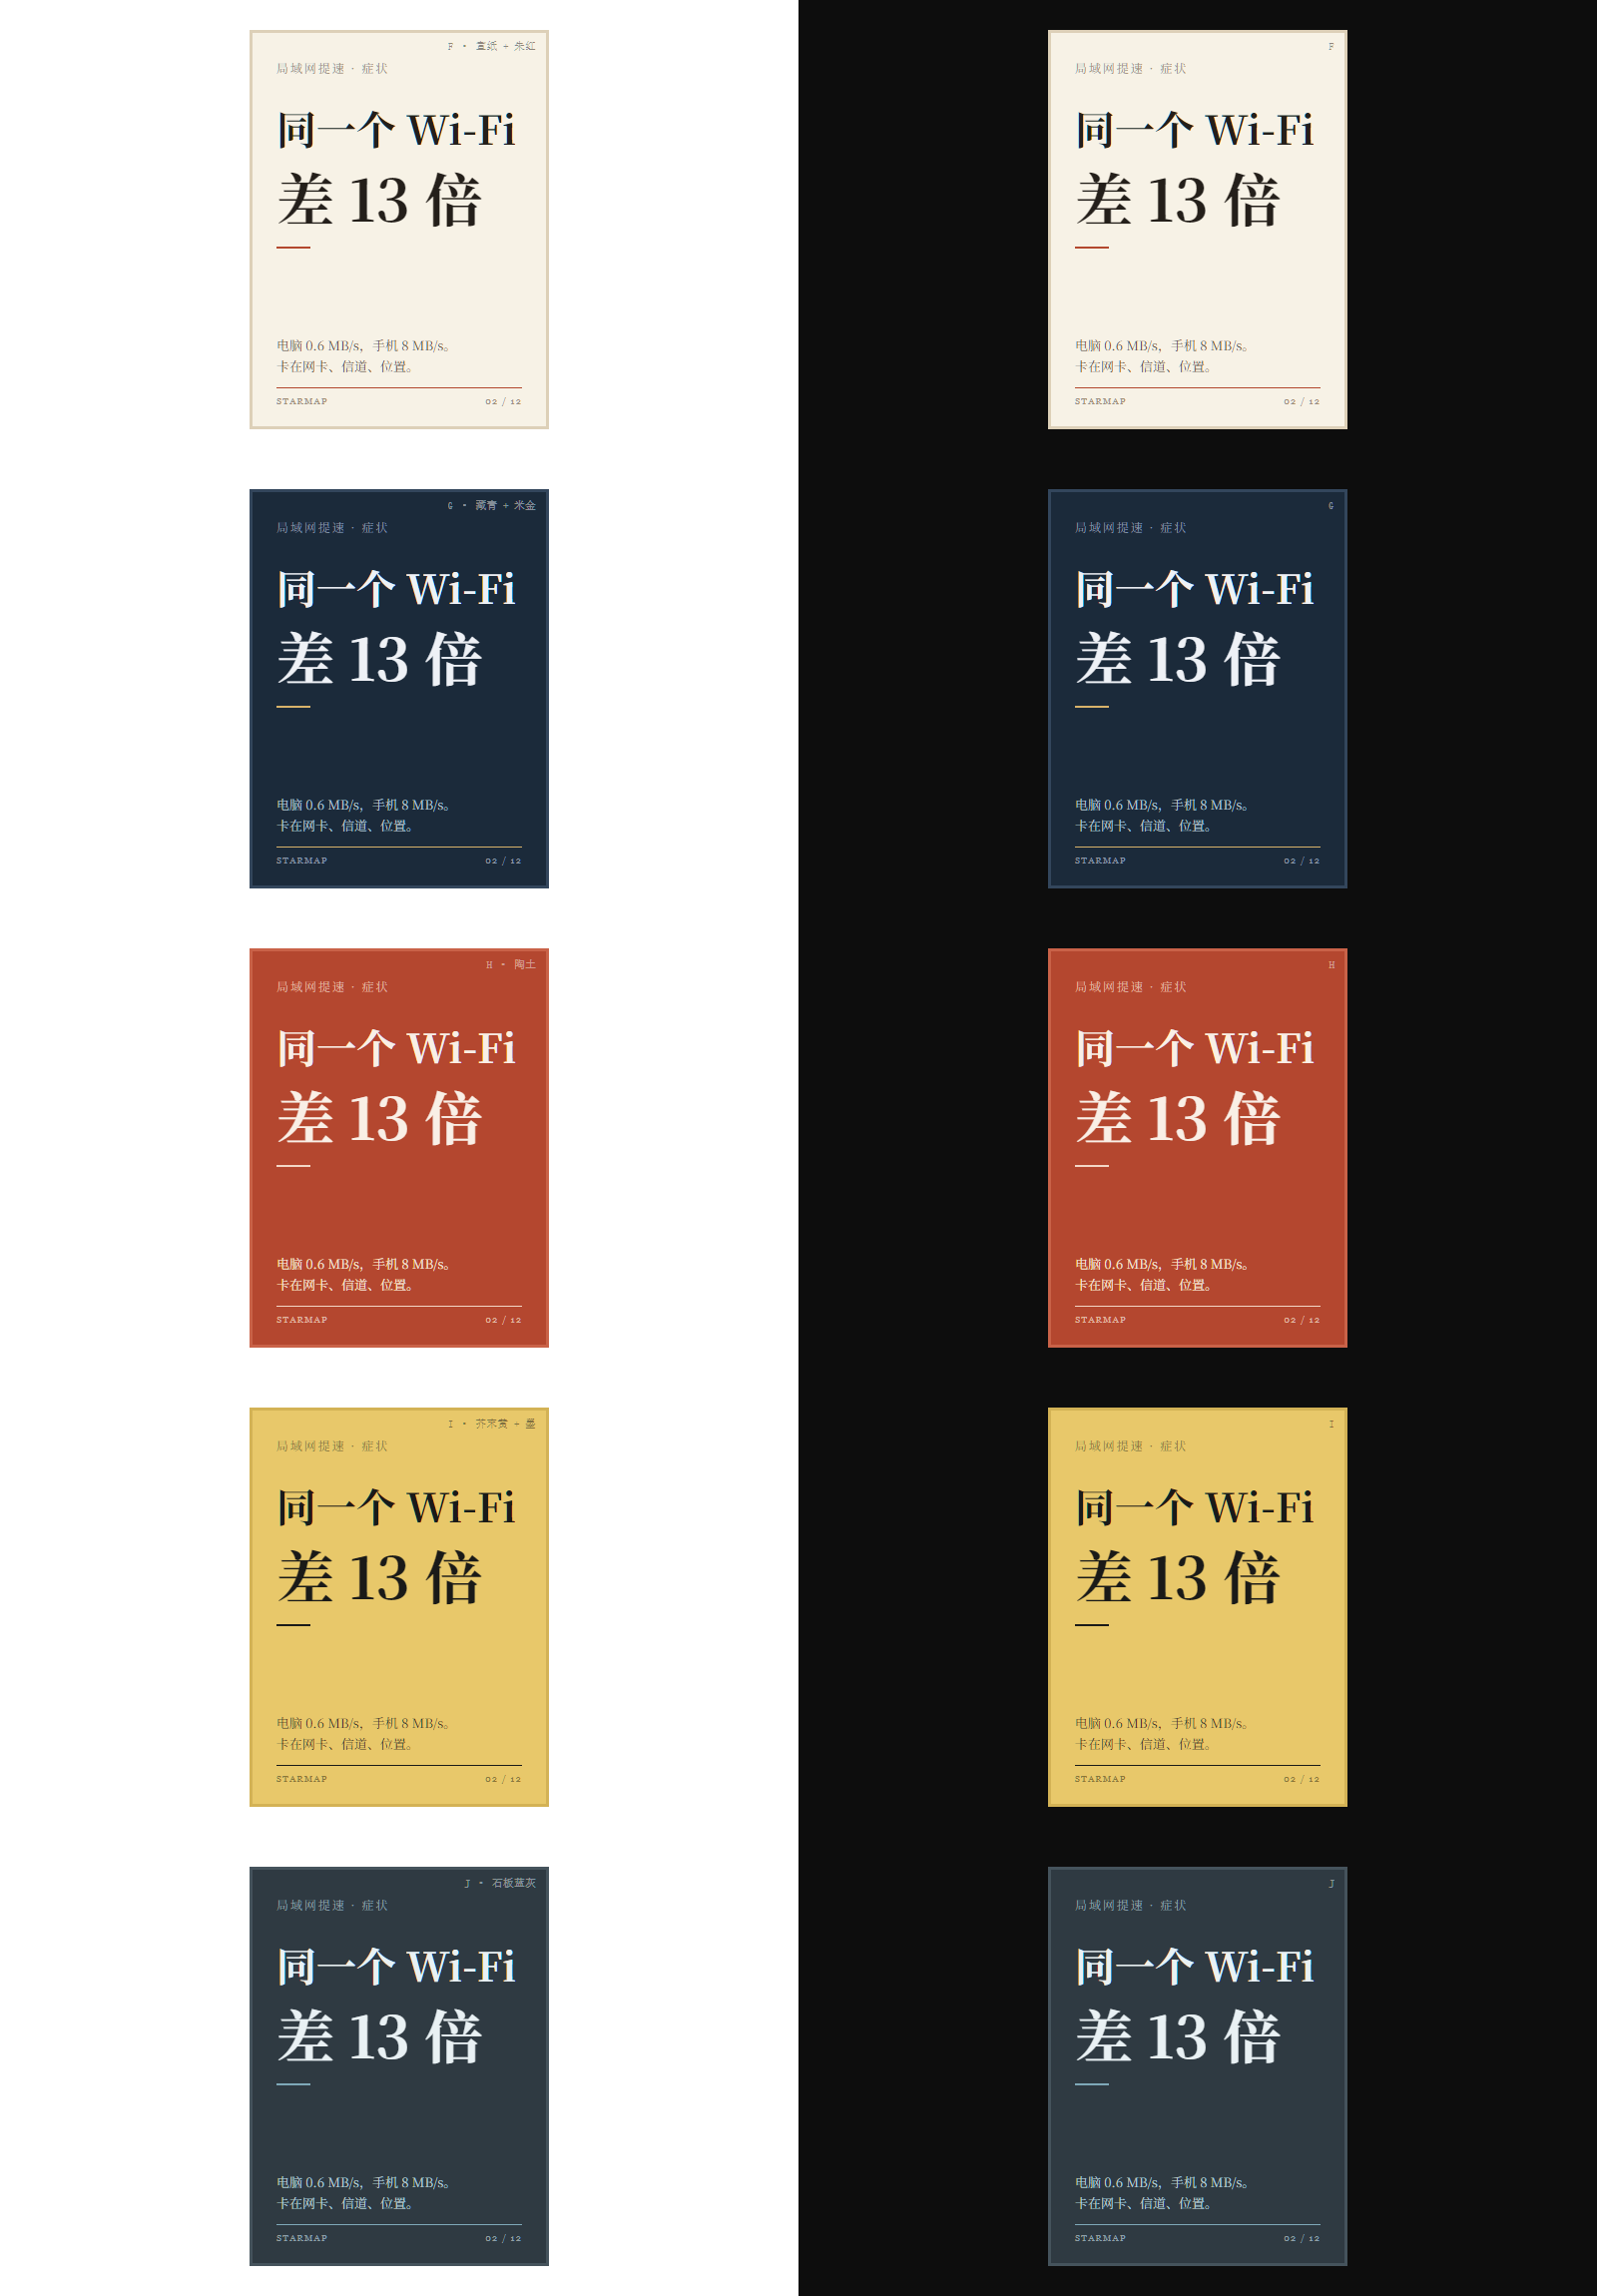 F · 宣纸 + 朱红
局域网提速 · 症状
同一个 Wi-Fi
差 13 倍
电脑 0.6 MB/s，手机 8 MB/s。
卡在网卡、信道、位置。
STARMAP 02 / 12
F
局域网提速 · 症状
同一个 Wi-Fi
差 13 倍
电脑 0.6 MB/s，手机 8 MB/s。
卡在网卡、信道、位置。
STARMAP 02 / 12
G · 藏青 + 米金
局域网提速 · 症状
同一个 Wi-Fi
差 13 倍
电脑 0.6 MB/s，手机 8 MB/s。
卡在网卡、信道、位置。
STARMAP 02 / 12
G
局域网提速 · 症状
同一个 Wi-Fi
差 13 倍
电脑 0.6 MB/s，手机 8 MB/s。
卡在网卡、信道、位置。
STARMAP 02 / 12
H · 陶土
局域网提速 · 症状
同一个 Wi-Fi
差 13 倍
电脑 0.6 MB/s，手机 8 MB/s。
卡在网卡、信道、位置。
STARMAP 02 / 12
H
局域网提速 · 症状
同一个 Wi-Fi
差 13 倍
电脑 0.6 MB/s，手机 8 MB/s。
卡在网卡、信道、位置。
STARMAP 02 / 12
I · 芥末黄 + 墨
局域网提速 · 症状
同一个 Wi-Fi
差 13 倍
电脑 0.6 MB/s，手机 8 MB/s。
卡在网卡、信道、位置。
STARMAP 02 / 12
I
局域网提速 · 症状
同一个 Wi-Fi
差 13 倍
电脑 0.6 MB/s，手机 8 MB/s。
卡在网卡、信道、位置。
STARMAP 02 / 12
J · 石板蓝灰
局域网提速 · 症状
同一个 Wi-Fi
差 13 倍
电脑 0.6 MB/s，手机 8 MB/s。
卡在网卡、信道、位置。
STARMAP 02 / 12
J
局域网提速 · 症状
同一个 Wi-Fi
差 13 倍
电脑 0.6 MB/s，手机 8 MB/s。
卡在网卡、信道、位置。
STARMAP 02 / 12